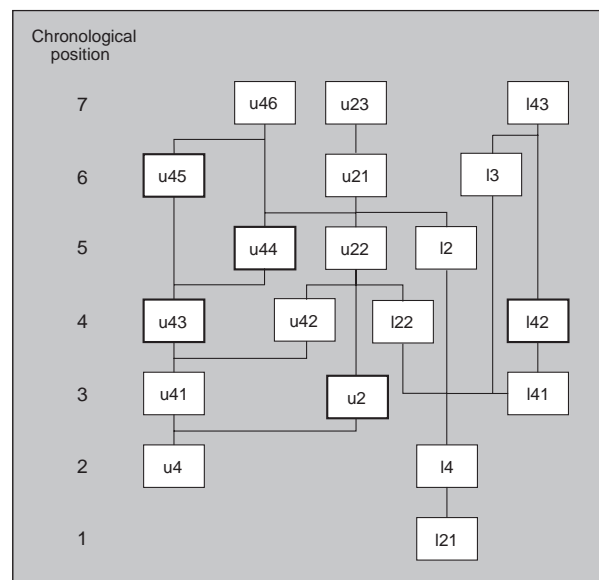 Chronological
position
7 u46 u23 l43
6 u45 u21 l3
5 u44 u22 l2
4 u43 u42 l22 l42
3 u41 u2 l41
2 u4 l4
1 l21